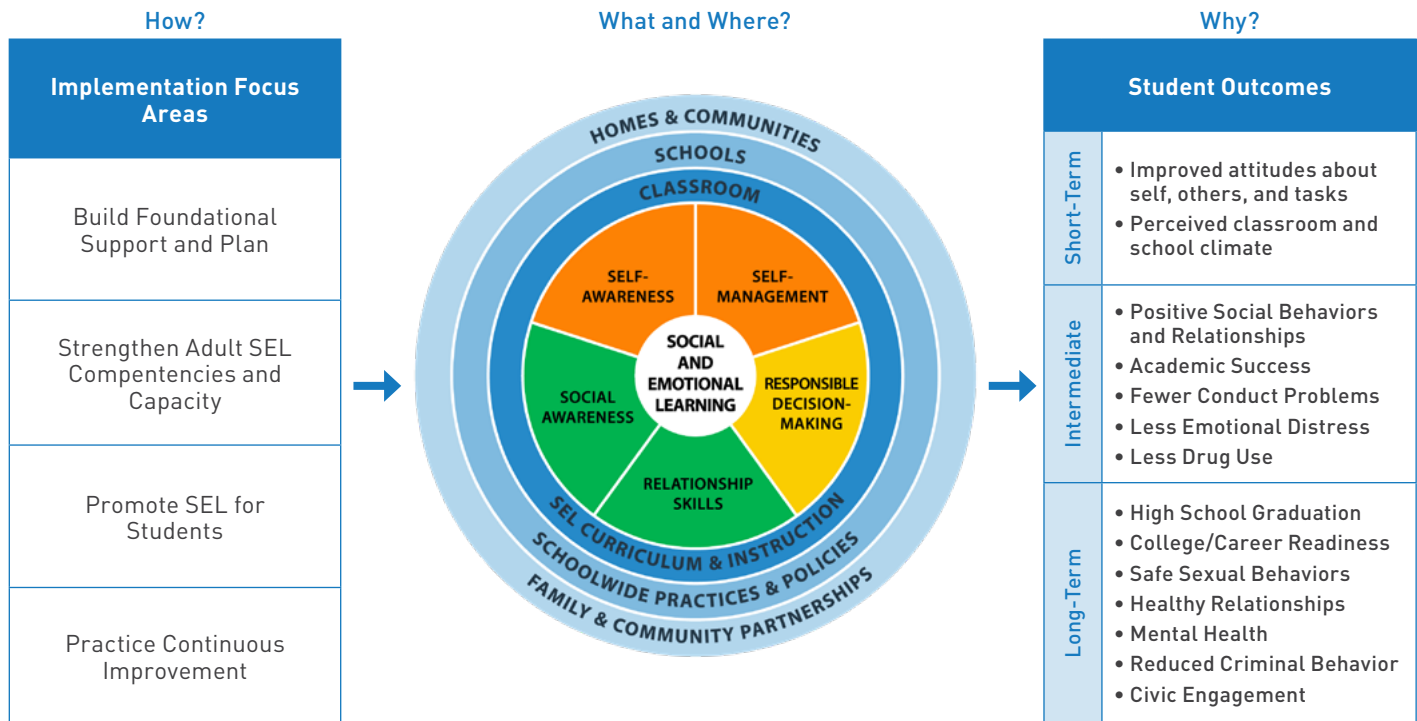 How?
Implementation Focus
Areas
Build Foundational
Support and Plan
Strengthen Adult SEL
Compentencies and
Capacity
Promote SEL for
Students
Practice Continuous
Improvement
What and Where?
HOMES & COMMUNITIES
SCHOOLS
CLASSROOM
SELF-
AWARENESS
SELF-
MANAGEMENT
SOCIAL
AND
EMOTIONAL
LEARNING
SOCIAL
AWARENESS
RESPONSIBLE
DECISION-
MAKING
RELATIONSHIP
SKILLS
SEL CURRICULUM & INSTRUCTION
SCHOOLWIDE PRACTICES & POLICIES
FAMILY & COMMUNITY PARTNERSHIPS
Why?
Student Outcomes
Short-Term
• Improved attitudes about
self, others, and tasks
• Perceived classroom and
school climate
Intermediate
• Positive Social Behaviors
and Relationships
• Academic Success
• Fewer Conduct Problems
• Less Emotional Distress
• Less Drug Use
Long-Term
• High School Graduation
• College/Career Readiness
• Safe Sexual Behaviors
• Healthy Relationships
• Mental Health
• Reduced Criminal Behavior
• Civic Engagement